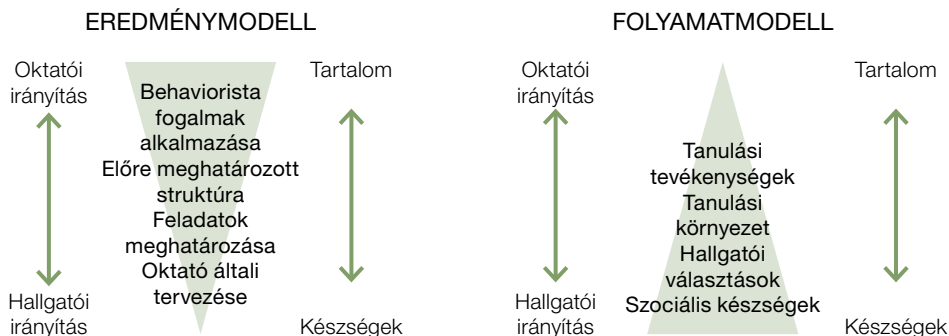 EREDMÉNYMODELL
Oktatói
irányítás
Hallgatói
irányítás
Behaviorista
fogalmak
alkalmazása
Előre meghatározott
struktúra
Feladatok
meghatározása
Oktató általi
tervezése
Tartalom
Készségek
FOLYAMATMODELL
Oktatói
irányítás
Hallgatói
irányítás
Tanulási
tevékenységek
Tanulási
környezet
Hallgatói
választások
Szociális készségek
Tartalom
Készségek